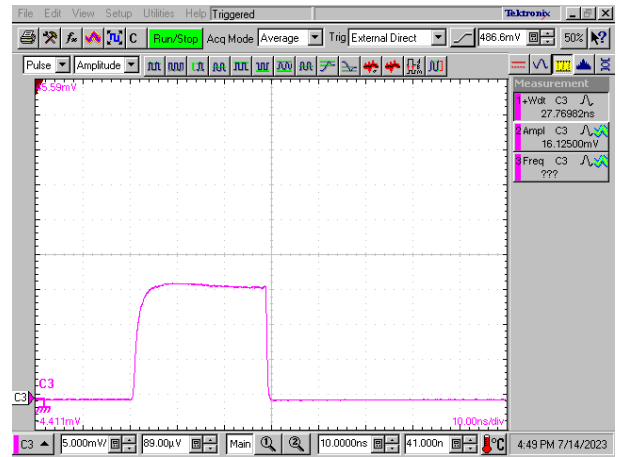 File Edit View Setup Utilities Help Triggered Tektronix
C Run/Stop Acq Mode Average Trig External Direct 486.6mV 50%
Pulse Amplitude
Measurement
1 +Wdt C3
27.76982ns
2 Ampl C3
16.12500mV
3 Freq C3
???
45.59mV
C3
C3
-4.411mV
10.00ns/div
C3 5.000mV/ 89.00µV Main 10.0000ns 41.000n °C 4:49 PM 7/14/2023